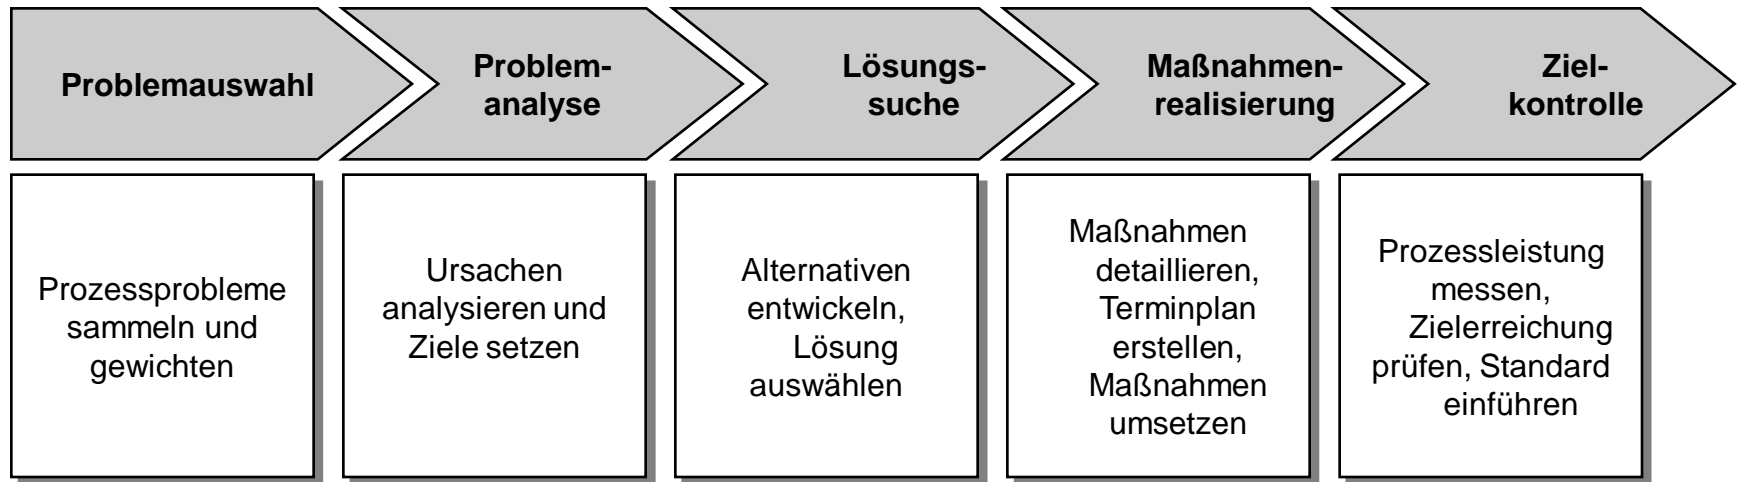 Problemauswahl
Problem-
analyse
Lösungs-
suche
Maßnahmen-
realisierung
Ziel-
kontrolle
Prozessprobleme
sammeln und
gewichten
Ursachen
analysieren und
Ziele setzen
Alternativen
entwickeln,
Lösung
auswählen
Maßnahmen
detaillieren,
Terminplan
erstellen,
Maßnahmen
umsetzen
Prozessleistung
messen,
Zielerreichung
prüfen, Standard
einführen